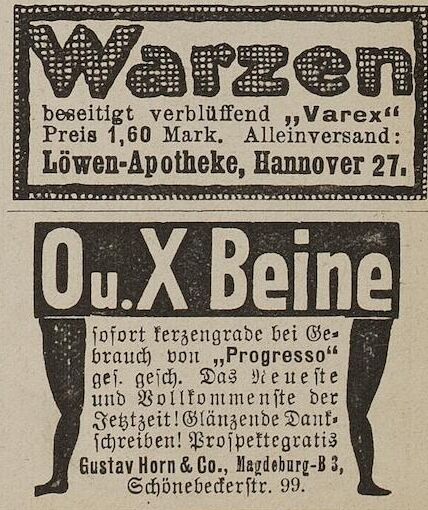 Warzen
beseitigt verblüffend „Varex“
Preis 1,60 Mark. Alleinversand:
Löwen-Apotheke, Hannover 27.
O u. X Beine
sofort kerzengrade bei Ge-
brauch von „Progresso“
ges. gesch. Das Neueste
und Vollkommenste der
Jetztzeit! Glänzende Dank-
schreiben! Prospekte gratis
Gustav Horn & Co., Magdeburg-B 3,
Schönebeckerstr. 99.